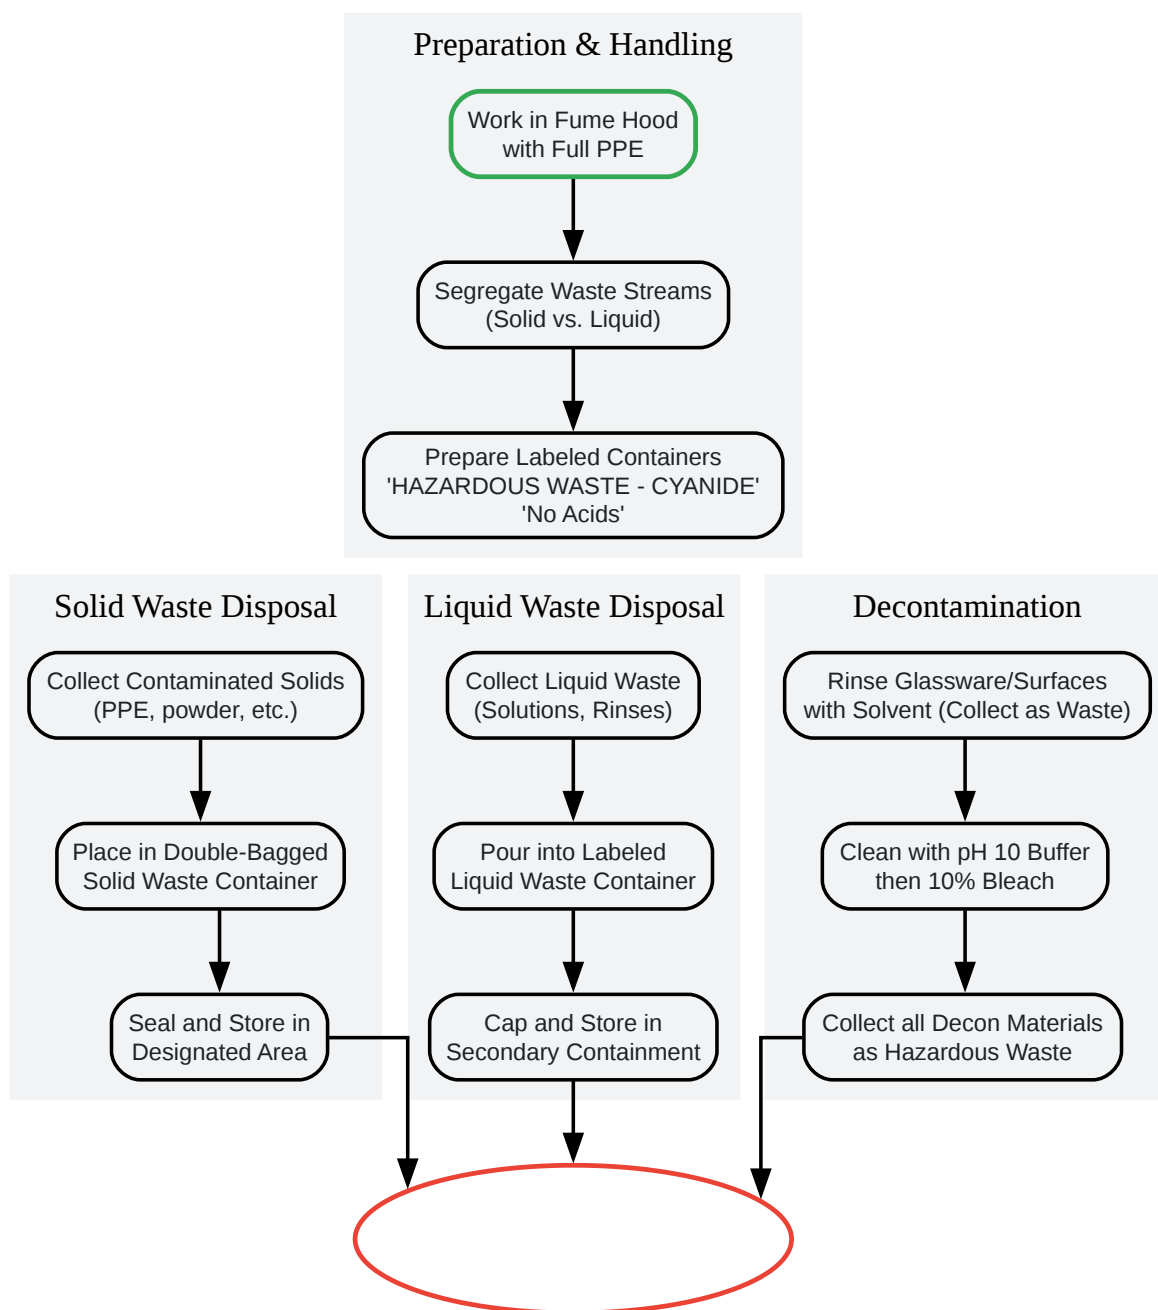 Preparation & Handling
Work in Fume Hood
with Full PPE
Segregate Waste Streams
(Solid vs. Liquid)
Prepare Labeled Containers
'HAZARDOUS WASTE - CYANIDE'
'No Acids'
Solid Waste Disposal
Collect Contaminated Solids
(PPE, powder, etc.)
Place in Double-Bagged
Solid Waste Container
Seal and Store in
Designated Area
Liquid Waste Disposal
Collect Liquid Waste
(Solutions, Rinses)
Pour into Labeled
Liquid Waste Container
Cap and Store in
Secondary Containment
Decontamination
Rinse Glassware/Surfaces
with Solvent (Collect as Waste)
Clean with pH 10 Buffer
then 10% Bleach
Collect all Decon Materials
as Hazardous Waste